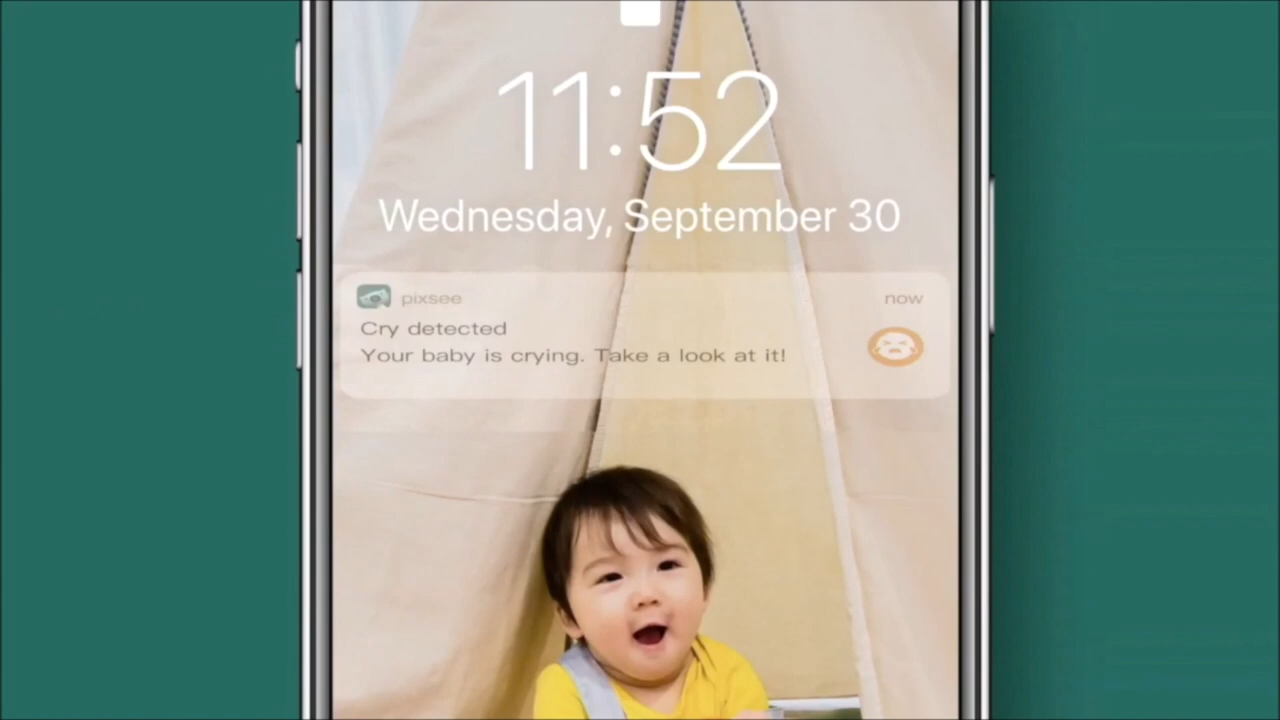 11:52
Wednesday, September 30
pixsee
now
Cry detected
Your baby is crying. Take a look at it!